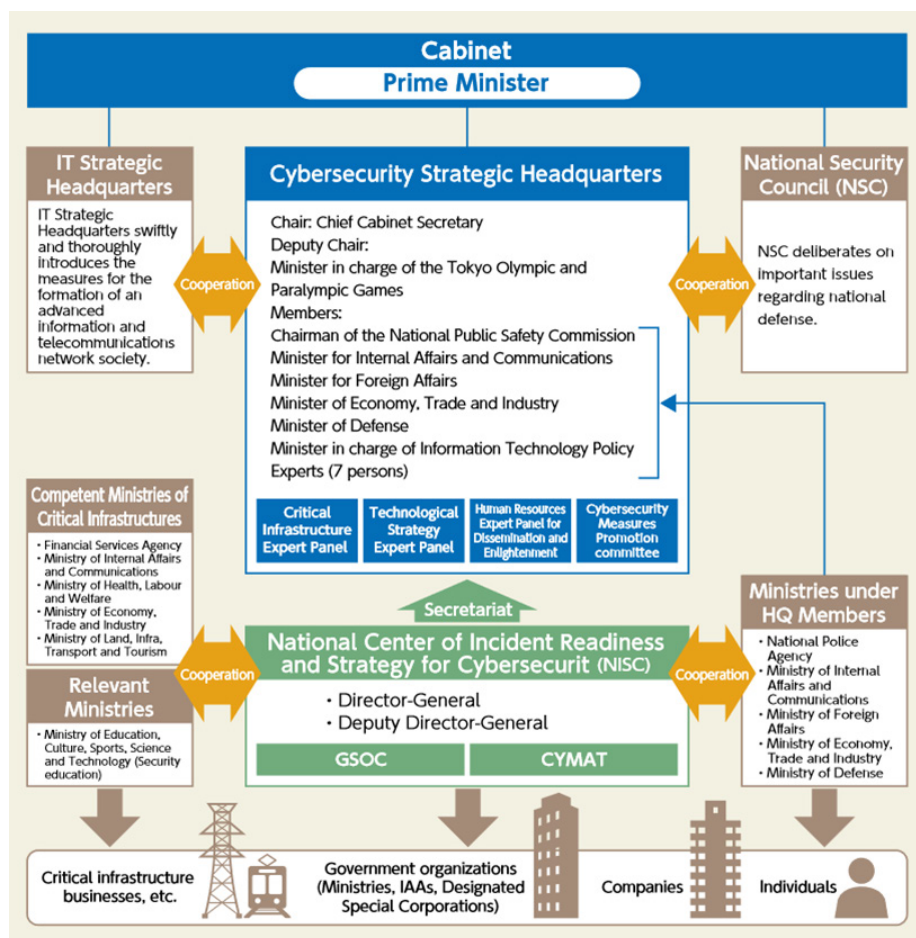 Cabinet
Prime Minister
IT Strategic
Headquarters
IT Strategic
Headquarters swiftly
and thoroughly
introduces the
measures for the
formation of an
advanced
information and
telecommunications
network society.
Cooperation
Cybersecurity Strategic Headquarters
Chair: Chief Cabinet Secretary
Deputy Chair:
Minister in charge of the Tokyo Olympic and
Paralympic Games
Members:
Chairman of the National Public Safety Commission
Minister for Internal Affairs and Communications
Minister for Foreign Affairs
Minister of Economy, Trade and Industry
Minister of Defense
Minister in charge of Information Technology Policy
Experts (7 persons)
Critical
Infrastructure
Expert Panel
Technological
Strategy
Expert Panel
Human Resources
Expert Panel for
Dissemination and
Enlightenment
Cybersecurity
Measures
Promotion
committee
Cooperation
National Security
Council (NSC)
NSC deliberates on
important issues
regarding national
defense.
Competent Ministries of
Critical Infrastructures
・Financial Services Agency
・Ministry of Internal Affairs
and Communications
・Ministry of Health, Labour
and Welfare
・Ministry of Economy,
Trade and Industry
・Ministry of Land, Infra,
Transport and Tourism
Relevant
Ministries
・Ministry of Education,
Culture, Sports, Science
and Technology (Security
education)
Cooperation
Secretariat
National Center of Incident Readiness
and Strategy for Cybersecurit (NISC)
・Director-General
・Deputy Director-General
GSOC
CYMAT
Cooperation
Ministries under
HQ Members
・National Police
Agency
・Ministry of Internal
Affairs and
Communications
・Ministry of Foreign
Affairs
・Ministry of Economy,
Trade and Industry
・Ministry of Defense
Critical infrastructure
businesses, etc.
Government organizations
(Ministries, IAAs, Designated
Special Corporations)
Companies
Individuals